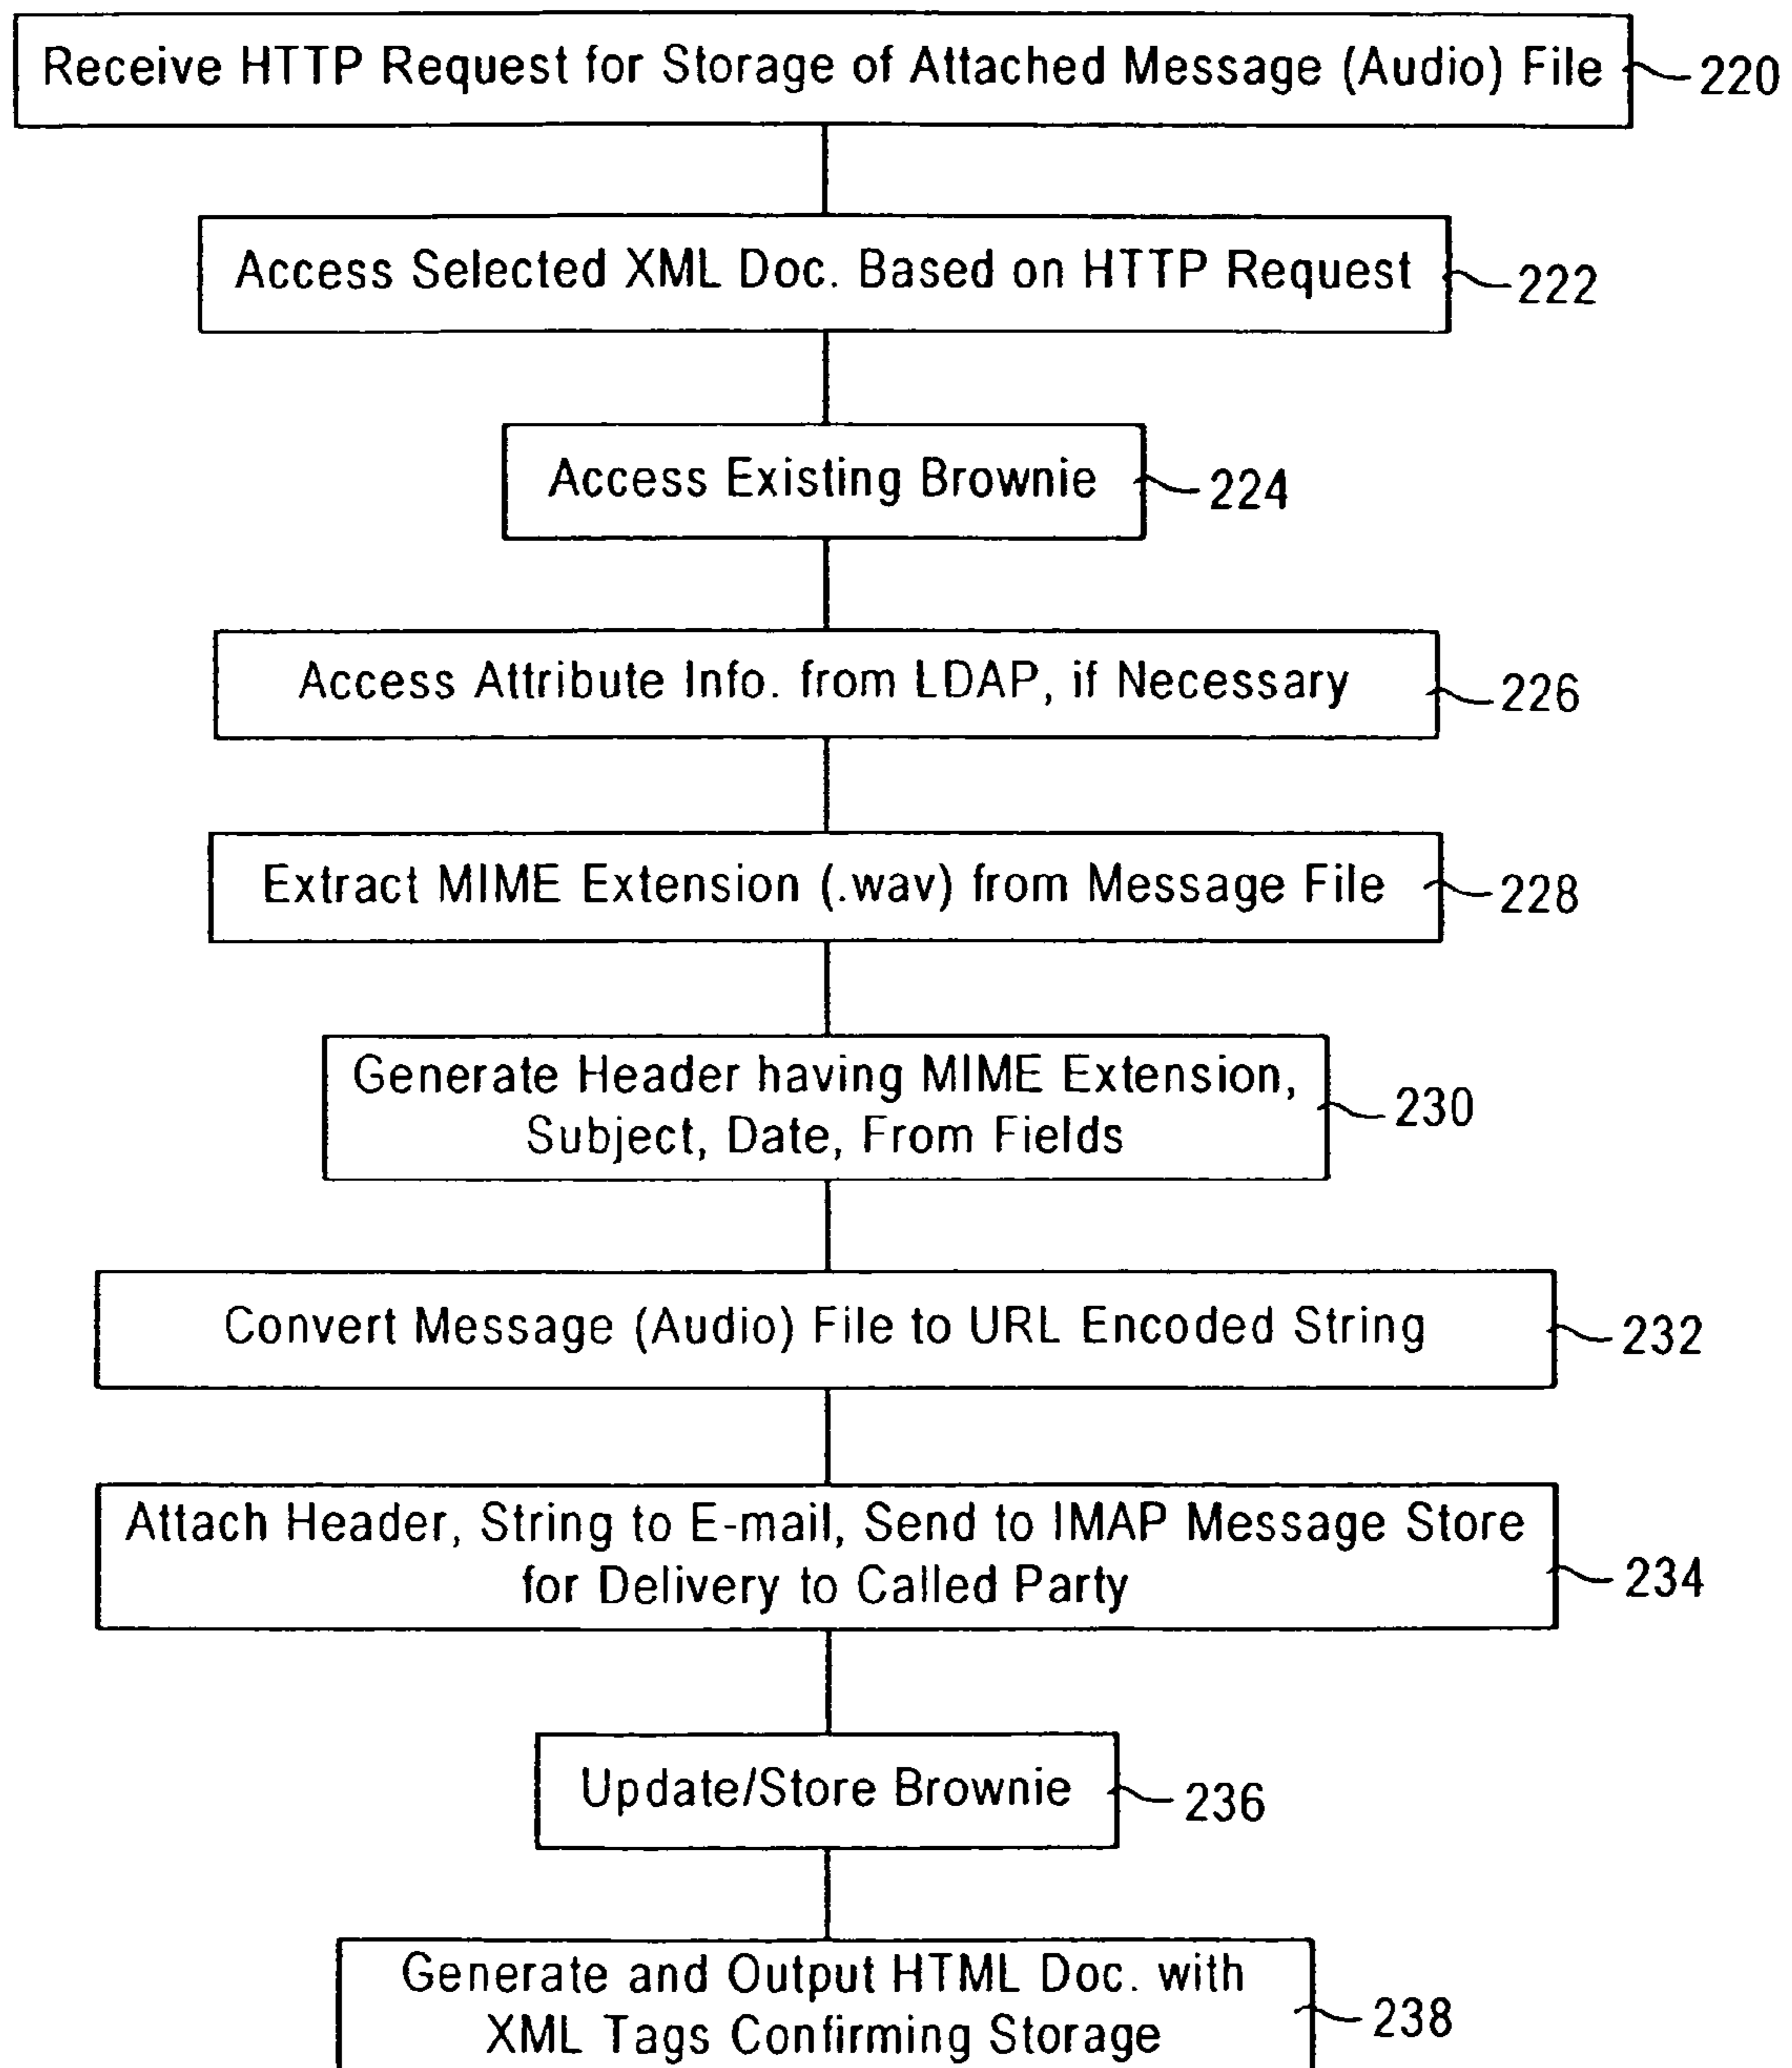 Receive HTTP Request for Storage of Attached Message (Audio) File
220
Access Selected XML Doc. Based on HTTP Request
222
Access Existing Brownie
224
Access Attribute Info. from LDAP, if Necessary
226
Extract MIME Extension (.wav) from Message File
228
Generate Header having MIME Extension,
Subject, Date, From Fields
230
Convert Message (Audio) File to URL Encoded String
232
Attach Header, String to E-mail, Send to IMAP Message Store
for Delivery to Called Party
234
Update/Store Brownie
236
Generate and Output HTML Doc. with
XML Tags Confirming Storage
238